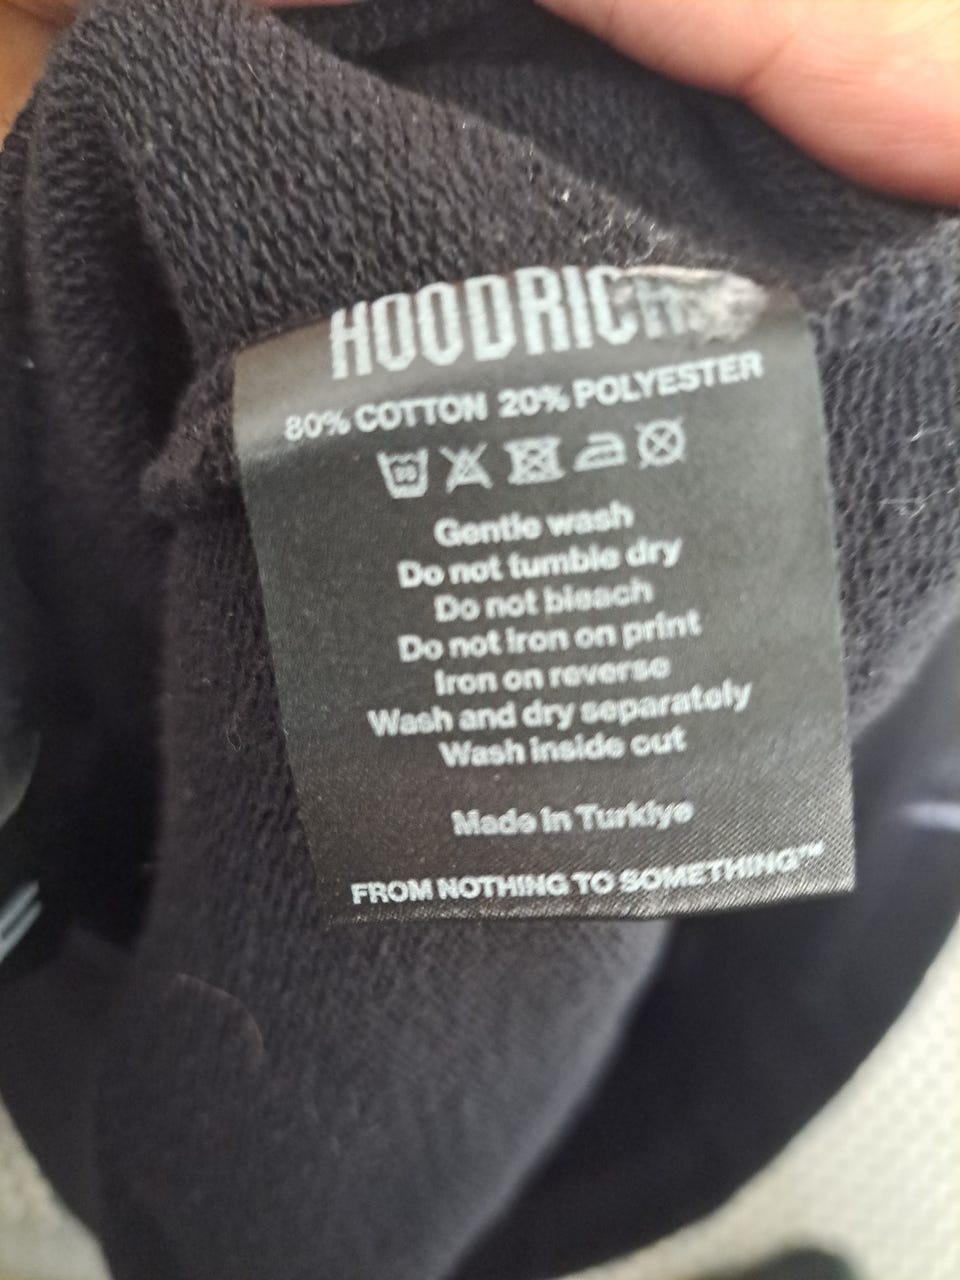 HOODRICH
80% COTTON 20% POLYESTER
30
Gentle wash
Do not tumble dry
Do not bleach
Do not iron on print
Iron on reverse
Wash and dry separately
Wash inside out
Made in Turkiye
FROM NOTHING TO SOMETHING™